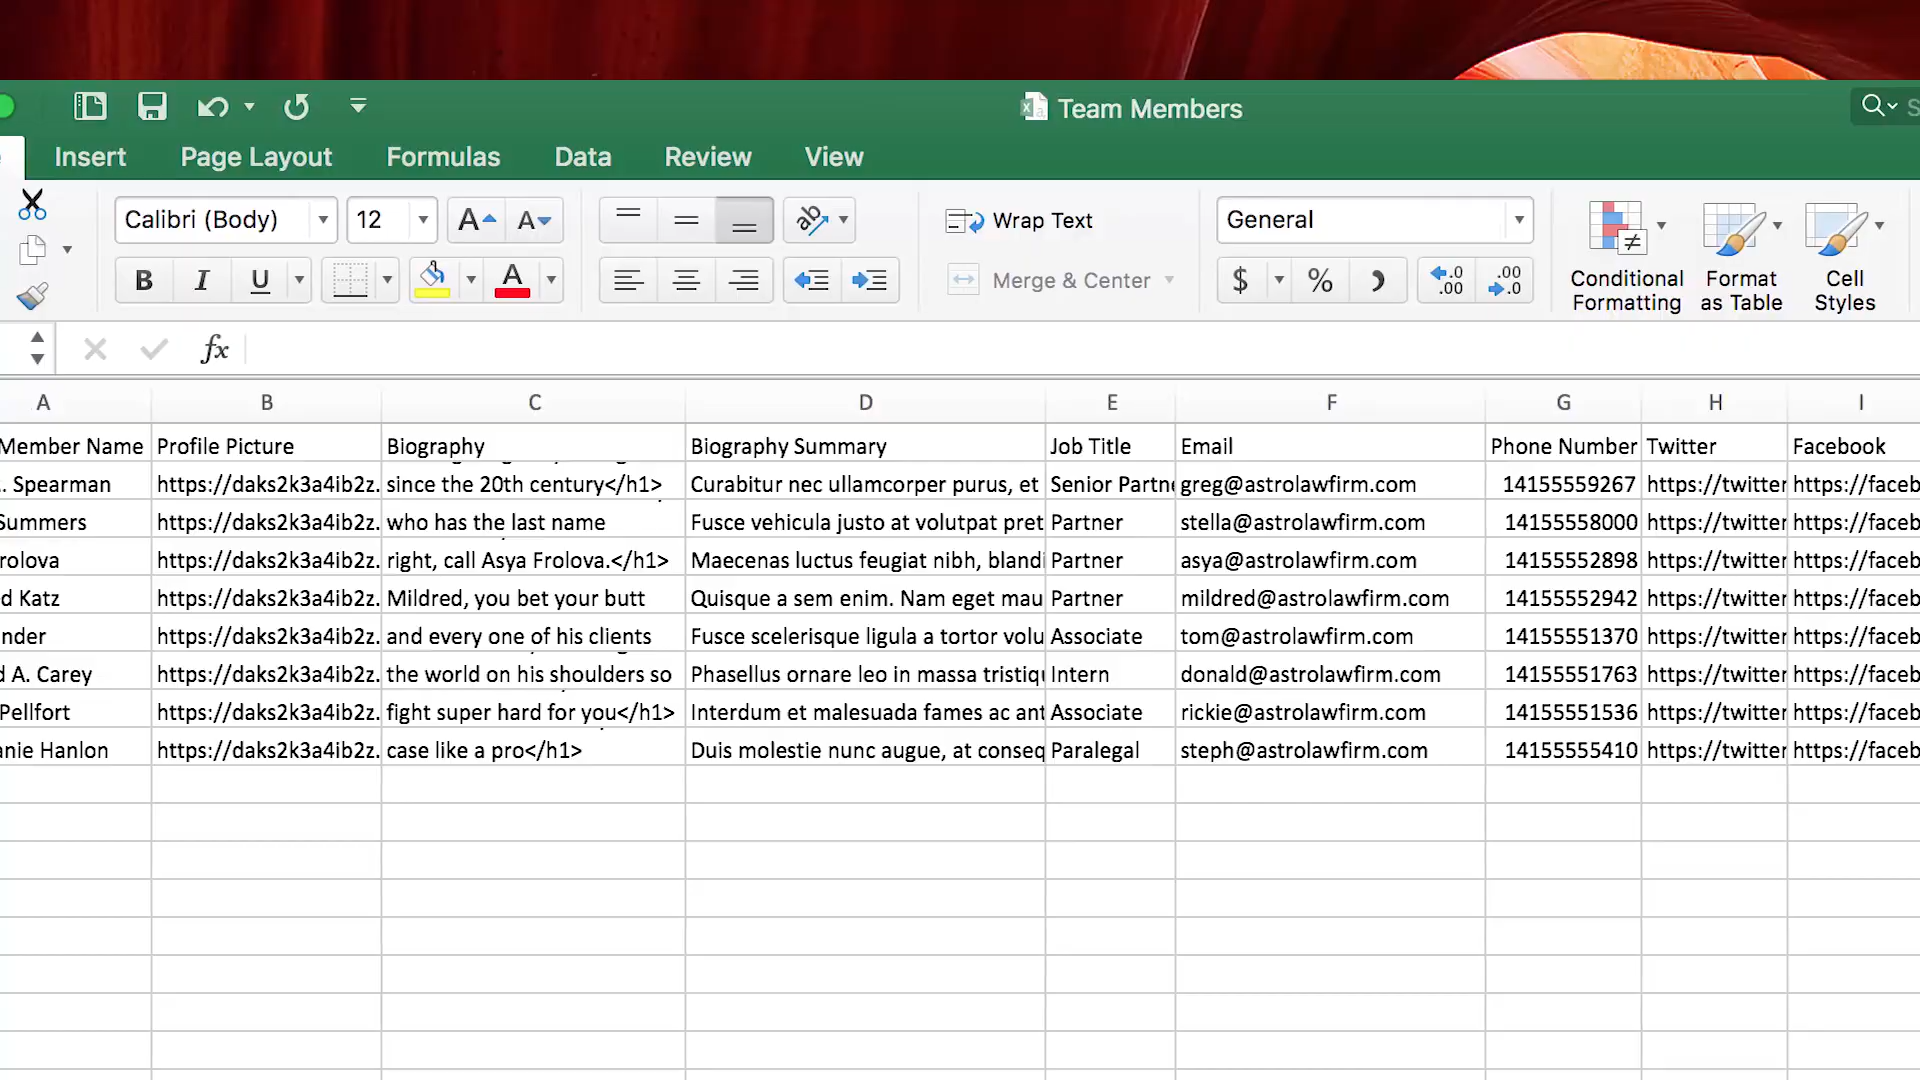 Team Members
S
Insert Page Layout Formulas Data Review View
Calibri (Body) 12 A A Wrap Text General
B I U A Merge & Center $ % .0 .00 .00 .0
Conditional Formatting
Format as Table
Cell Styles
fx
A B C D E F G H I
Member Name Profile Picture Biography Biography Summary Job Title Email Phone Number Twitter Facebook
. Spearman https://daks2k3a4ib2z. since the 20th century</h1> Curabitur nec ullamcorper purus, et Senior Partne greg@astrolawfirm.com 14155559267 https://twitter https://faceb
Summers https://daks2k3a4ib2z. who has the last name Fusce vehicula justo at volutpat pret Partner stella@astrolawfirm.com 14155558000 https://twitter https://faceb
rolova https://daks2k3a4ib2z. right, call Asya Frolova.</h1> Maecenas luctus feugiat nibh, blandi Partner asya@astrolawfirm.com 14155552898 https://twitter https://faceb
d Katz https://daks2k3a4ib2z. Mildred, you bet your butt Quisque a sem enim. Nam eget mau Partner mildred@astrolawfirm.com 14155552942 https://twitter https://faceb
nder https://daks2k3a4ib2z. and every one of his clients Fusce scelerisque ligula a tortor volu Associate tom@astrolawfirm.com 14155551370 https://twitter https://faceb
d A. Carey https://daks2k3a4ib2z. the world on his shoulders so Phasellus ornare leo in massa tristiqu Intern donald@astrolawfirm.com 14155551763 https://twitter https://faceb
Pellfort https://daks2k3a4ib2z. fight super hard for you</h1> Interdum et malesuada fames ac ant Associate rickie@astrolawfirm.com 14155551536 https://twitter https://faceb
anie Hanlon https://daks2k3a4ib2z. case like a pro</h1> Duis molestie nunc augue, at conseq Paralegal steph@astrolawfirm.com 14155555410 https://twitter https://faceb